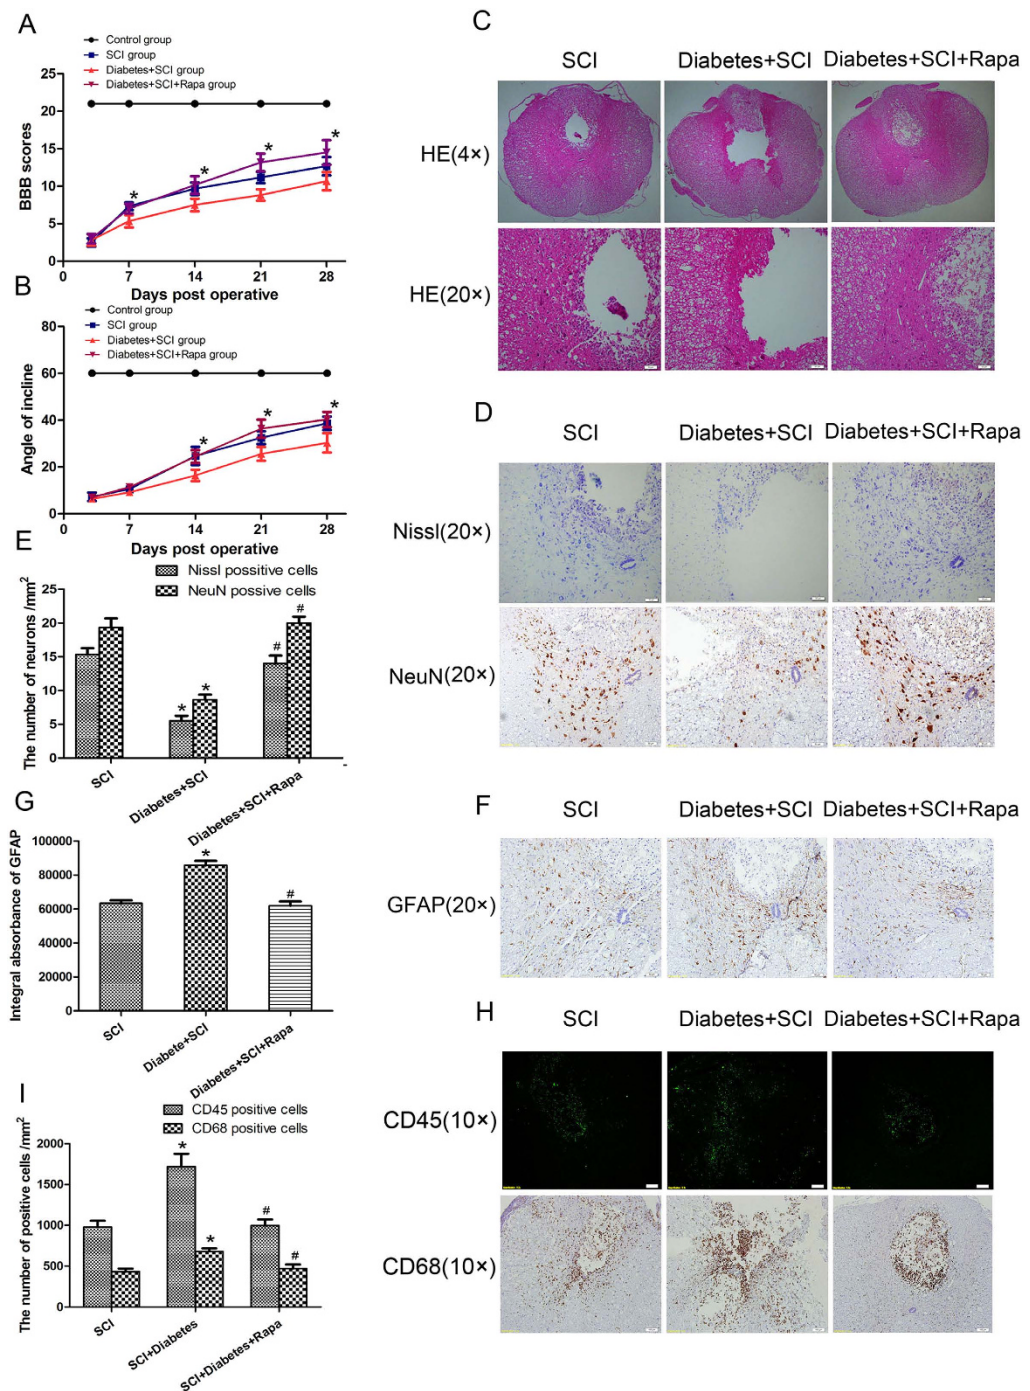 A
Control group
SCI group
Diabetes+SCI group
Diabetes+SCI+Rapa group
25
20
15
10
5
0
BBB scores
* * * *
0 7 14 21 28
Days post operative
B
Control group
SCI group
Diabetes+SCI group
Diabetes+SCI+Rapa group
80
60
40
20
0
Angle of incline
* * *
0 7 14 21 28
Days post operative
C
SCI Diabetes+SCI Diabetes+SCI+Rapa
HE(4×)
HE(20×)
D
SCI Diabetes+SCI Diabetes+SCI+Rapa
Nissl(20×)
NeuN(20×)
E
Nissl possitive cells
NeuN possive cells
25
20
15
10
5
0
The number of neurons /mm²
* * # #
SCI
Diabetes+SCI
Diabetes+SCI+Rapa
F
SCI Diabetes+SCI Diabetes+SCI+Rapa
GFAP(20×)
G
100000
80000
60000
40000
20000
0
Integral absorbance of GFAP
* #
SCI
Diabete+SCI
Diabetes+SCI+Rapa
H
SCI Diabetes+SCI Diabetes+SCI+Rapa
CD45(10×)
CD68(10×)
I
CD45 positive cells
CD68 positive cells
2000
1500
1000
500
0
The number of positive cells /mm²
* * # #
SCI
SCI+Diabetes
SCI+Diabetes+Rapa